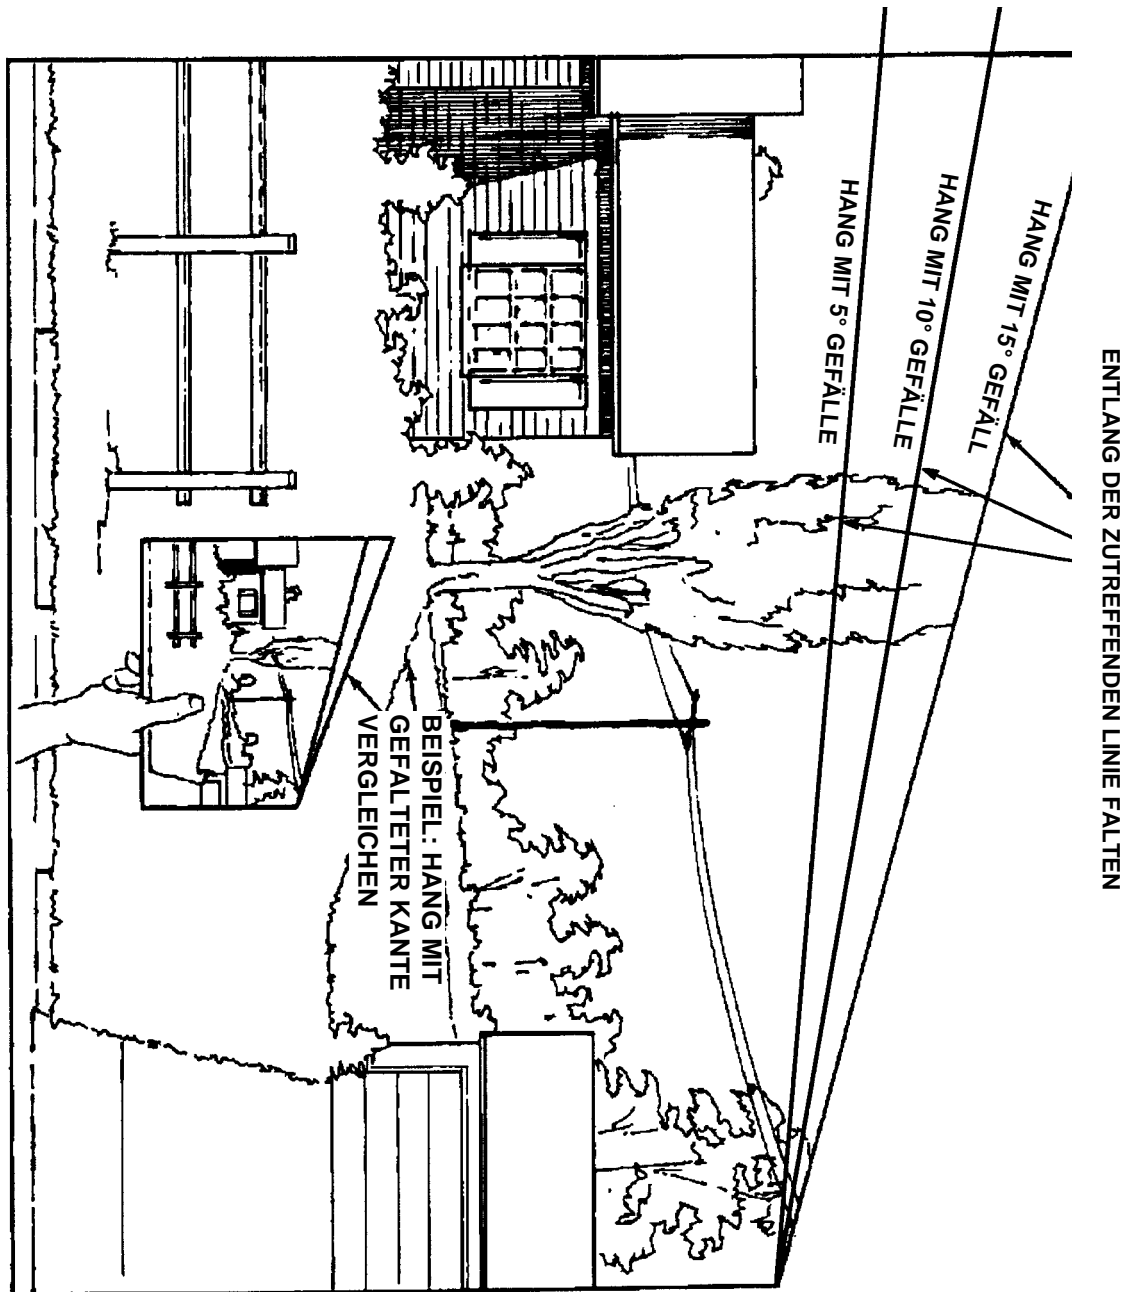 ENTLANG DER ZUTREFFENDEN LINIE FALTEN
HANG MIT 15° GEFÄLL
HANG MIT 10° GEFÄLLE
HANG MIT 5° GEFÄLLE
BEISPIEL: HANG MIT
GEFALTETER KANTE
VERGLEICHEN